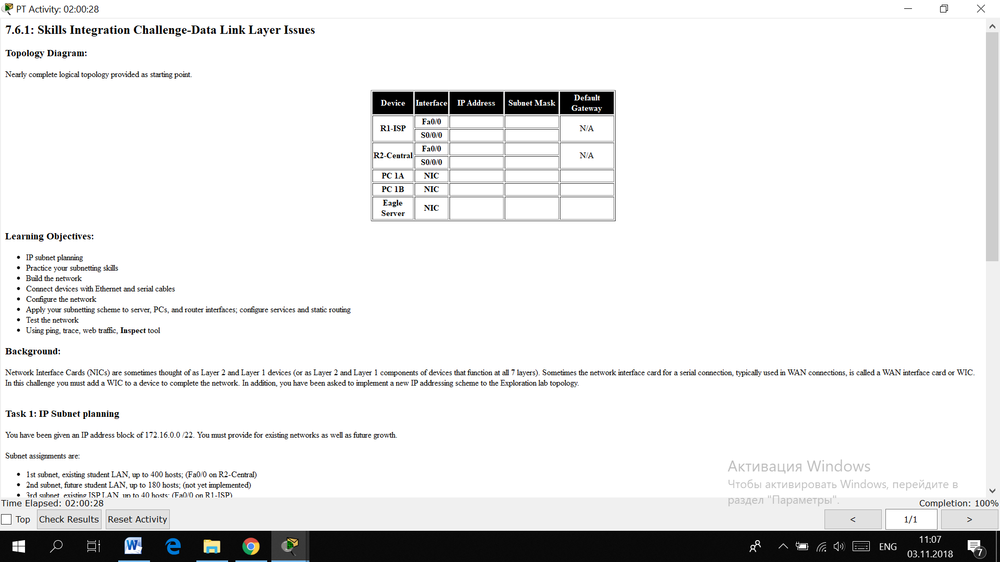 PT Activity: 02:00:28
7.6.1: Skills Integration Challenge-Data Link Layer Issues
Topology Diagram:
Nearly complete logical topology provided as starting point.
Device Interface IP Address Subnet Mask Default Gateway
R1-ISP Fa0/0 N/A
S0/0/0
R2-Central Fa0/0 N/A
S0/0/0
PC 1A NIC
PC 1B NIC
Eagle Server NIC
Learning Objectives:
• IP subnet planning
• Practice your subnetting skills
• Build the network
• Connect devices with Ethernet and serial cables
• Configure the network
• Apply your subnetting scheme to server, PCs, and router interfaces; configure services and static routing
• Test the network
• Using ping, trace, web traffic, Inspect tool
Background:
Network Interface Cards (NICs) are sometimes thought of as Layer 2 and Layer 1 devices (or as Layer 2 and Layer 1 components of devices that function at all 7 layers). Sometimes the network interface card for a serial connection, typically used in WAN connections, is called a WAN interface card or WIC.
In this challenge you must add a WIC to a device to complete the network. In addition, you have been asked to implement a new IP addressing scheme to the Exploration lab topology.
Task 1: IP Subnet planning
You have been given an IP address block of 172.16.0.0 /22. You must provide for existing networks as well as future growth.
Subnet assignments are:
• 1st subnet, existing student LAN, up to 400 hosts; (Fa0/0 on R2-Central)
• 2nd subnet, future student LAN, up to 180 hosts; (not yet implemented)
• 3rd subnet, existing ISP LAN, up to 40 hosts; (Fa0/0 on R1-ISP)
Активация Windows
Чтобы активировать Windows, перейдите в
раздел "Параметры".
Time Elapsed: 02:00:28
Completion: 100%
Top Check Results Reset Activity < 1/1 >
ENG
11:07
03.11.2018
7